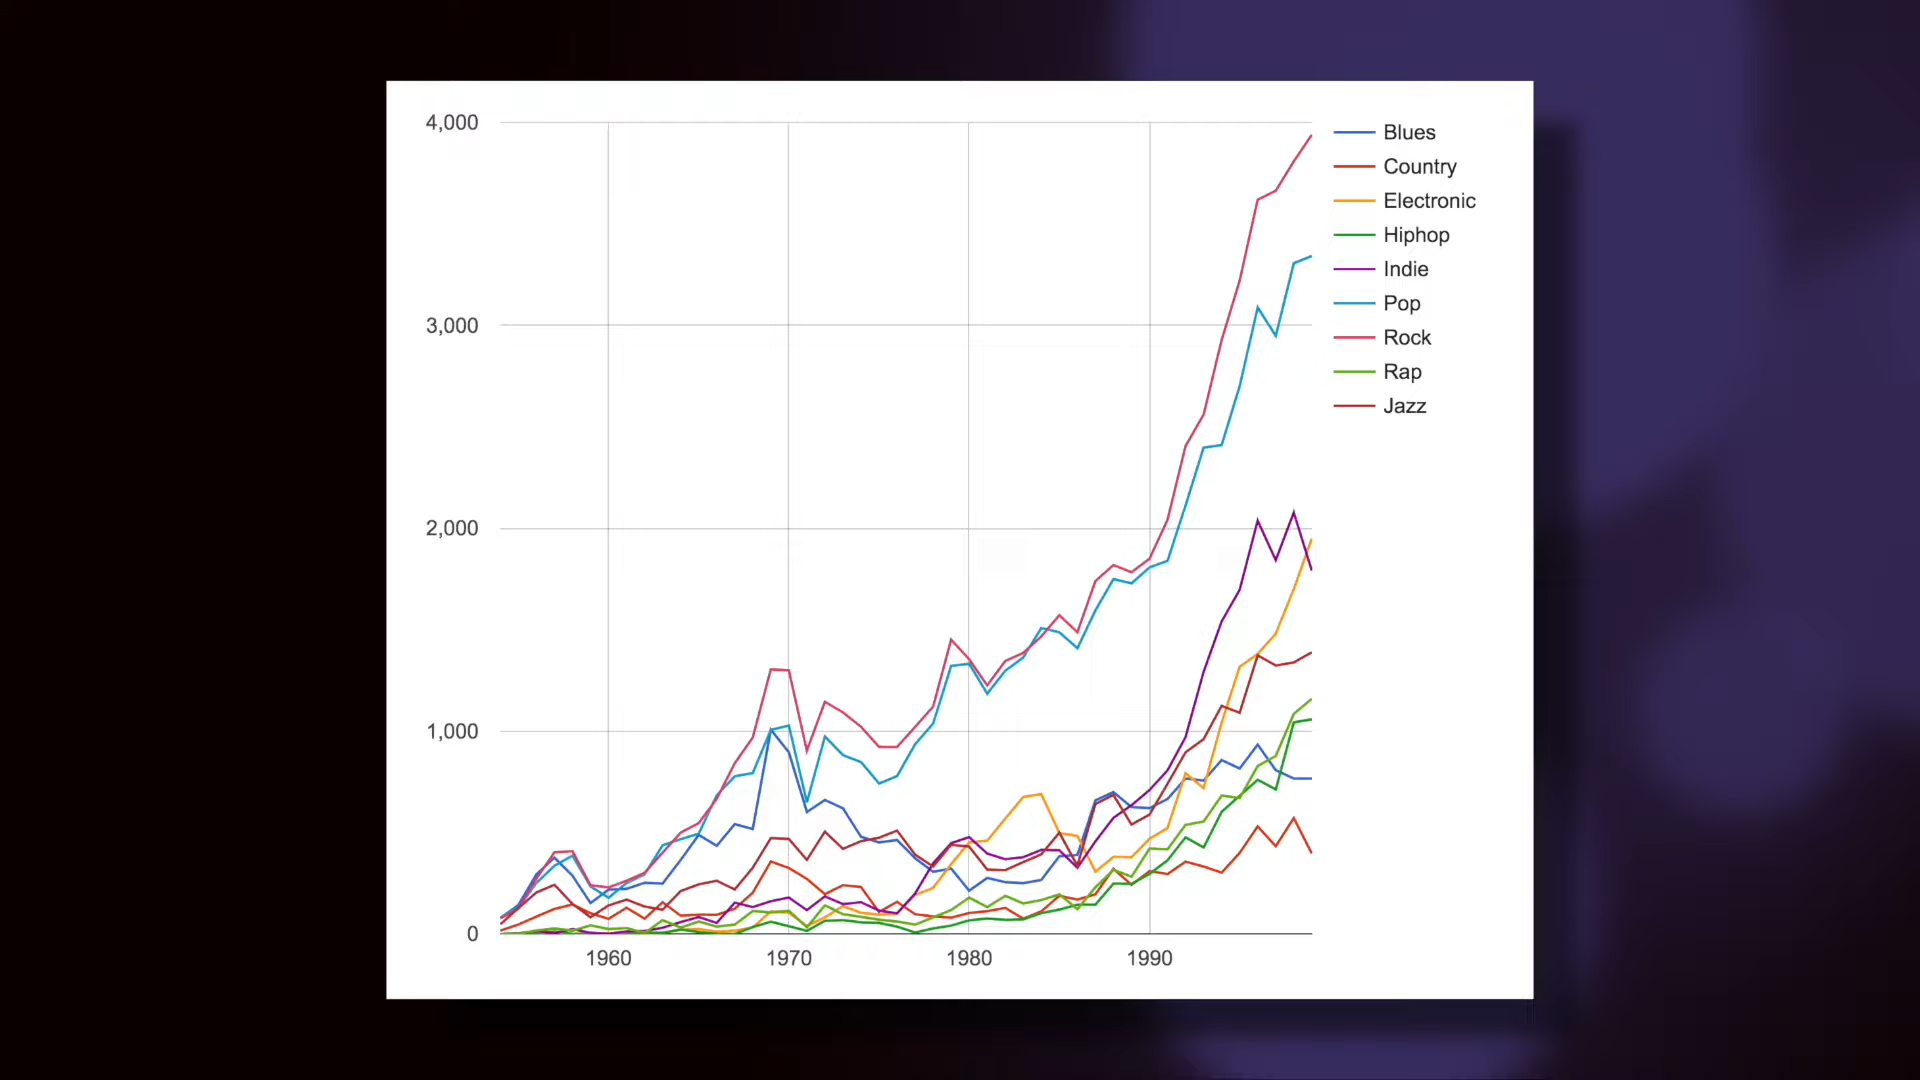 4,000
3,000
2,000
1,000
0
1960 1970 1980 1990
Blues
Country
Electronic
Hiphop
Indie
Pop
Rock
Rap
Jazz